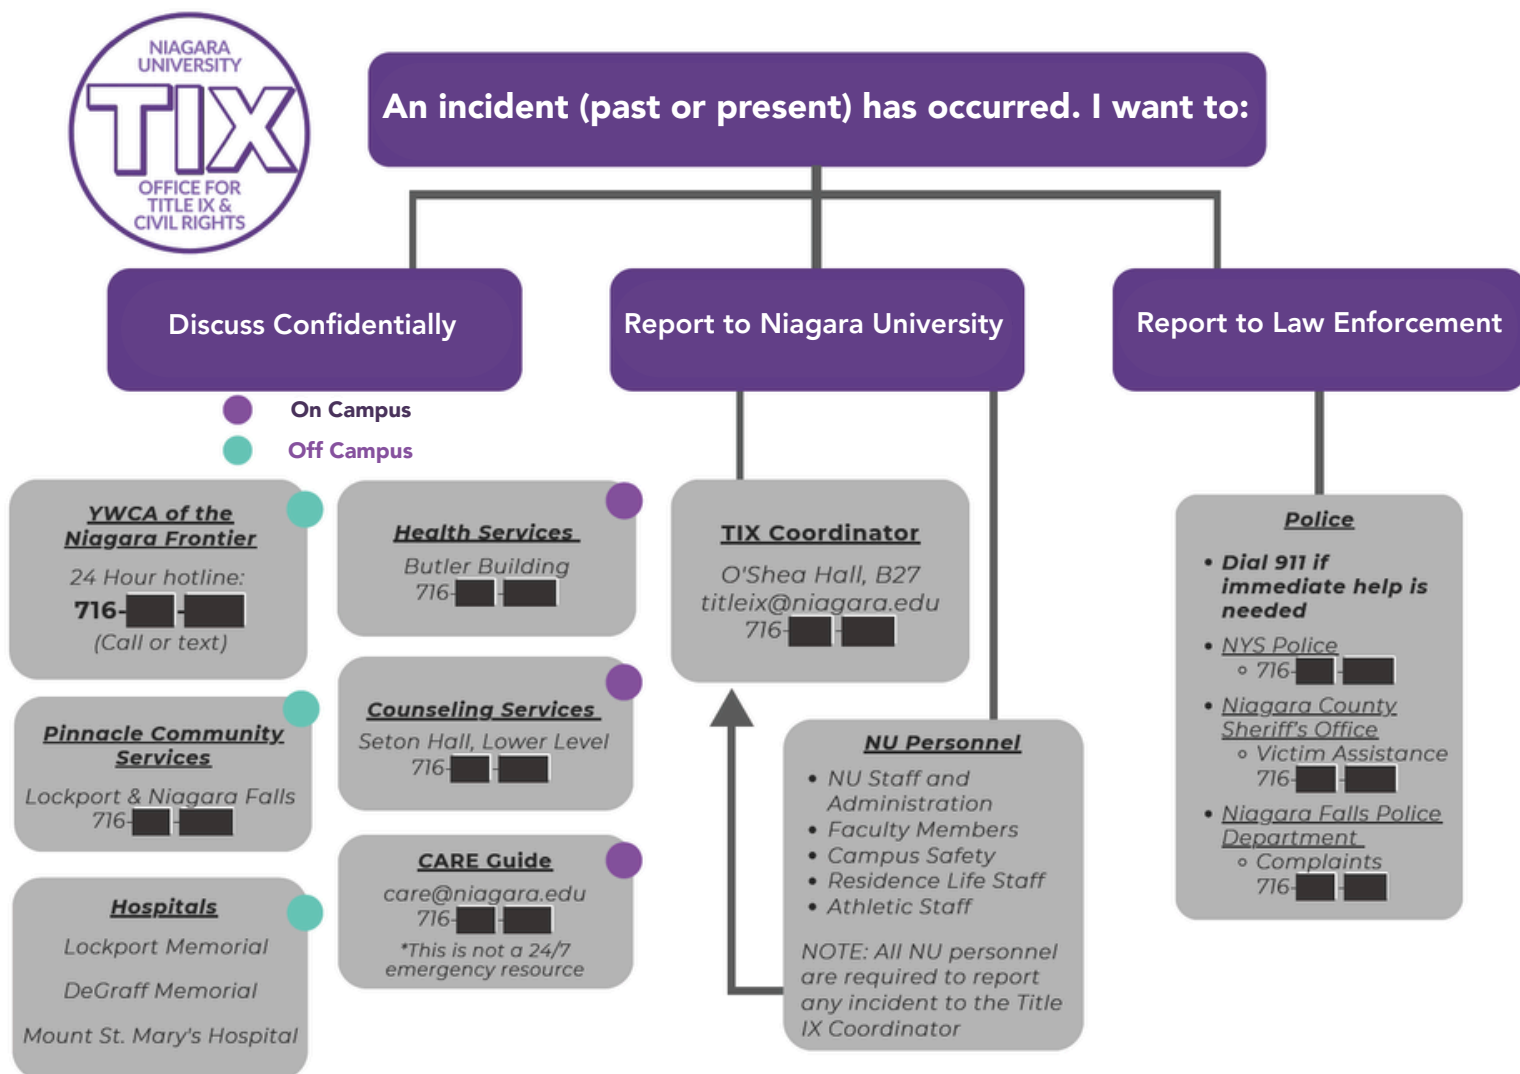 NIAGARA
UNIVERSITY
TIX
OFFICE FOR
TITLE IX &
CIVIL RIGHTS
An incident (past or present) has occurred. I want to:
Discuss Confidentially
Report to Niagara University
Report to Law Enforcement
On Campus
Off Campus
YWCA of the
Niagara Frontier
24 Hour hotline:
716- -
(Call or text)
Pinnacle Community
Services
Lockport & Niagara Falls
716- -
Hospitals
Lockport Memorial
DeGraff Memorial
Mount St. Mary's Hospital
Health Services
Butler Building
716- -
Counseling Services
Seton Hall, Lower Level
716- -
CARE Guide
care@niagara.edu
716- -
*This is not a 24/7
emergency resource
TIX Coordinator
O'Shea Hall, B27
titleix@niagara.edu
716- -
NU Personnel
• NU Staff and
Administration
• Faculty Members
• Campus Safety
• Residence Life Staff
• Athletic Staff
NOTE: All NU personnel
are required to report
any incident to the Title
IX Coordinator
Police
• Dial 911 if
immediate help is
needed
• NYS Police
◦ 716- -
• Niagara County
Sheriff's Office
◦ Victim Assistance
716- -
• Niagara Falls Police
Department
◦ Complaints
716- -